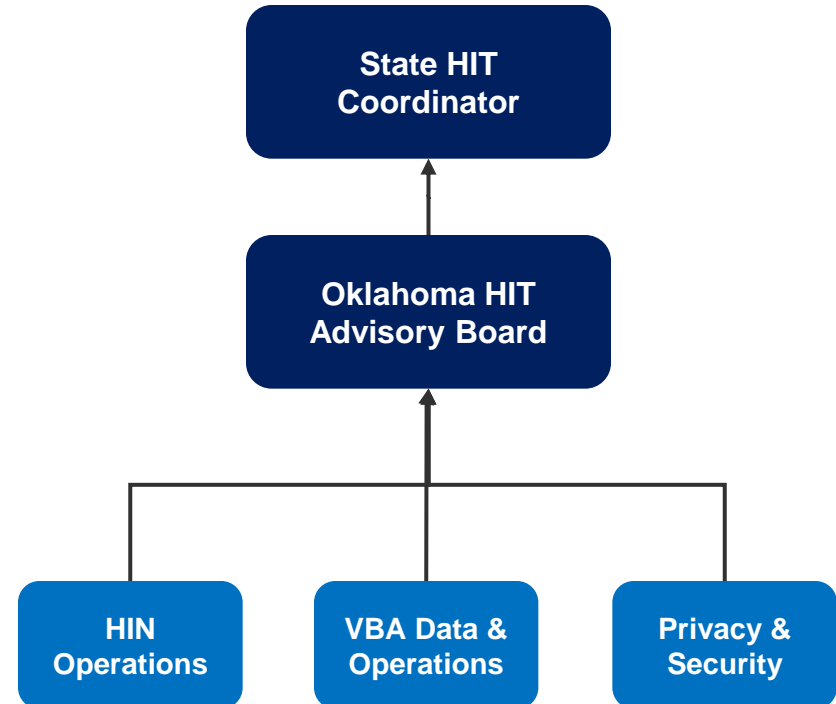 State HIT
Coordinator
Oklahoma HIT
Advisory Board
HIN
Operations
VBA Data &
Operations
Privacy &
Security